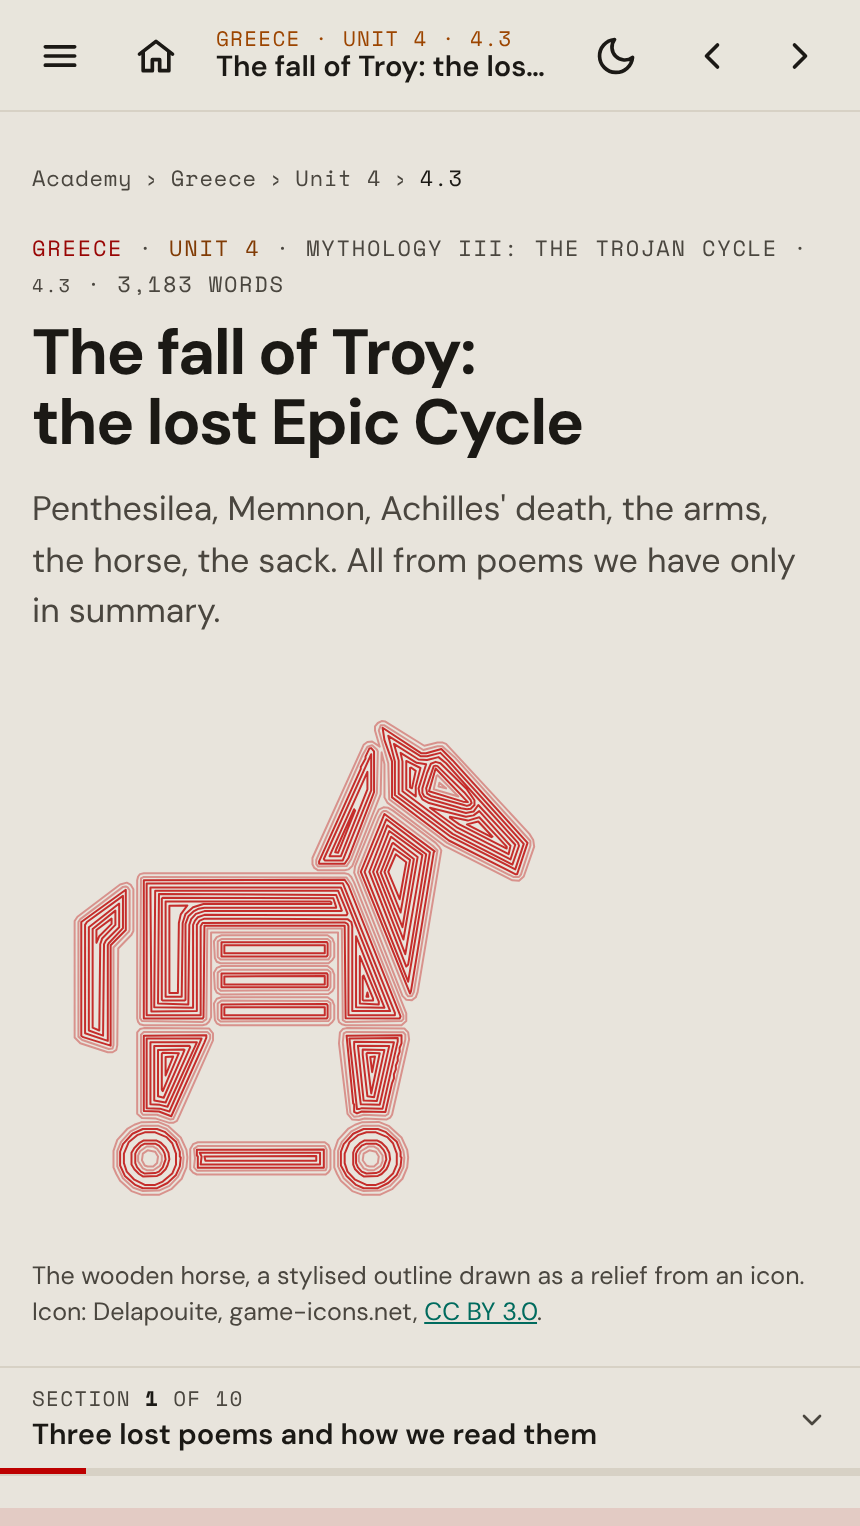 GREECE · UNIT 4 · 4.3
The fall of Troy: the los...
Academy › Greece › Unit 4 › 4.3
GREECE · UNIT 4 · MYTHOLOGY III: THE TROJAN CYCLE ·
4.3 · 3,183 WORDS
The fall of Troy:
the lost Epic Cycle
Penthesilea, Memnon, Achilles' death, the arms,
the horse, the sack. All from poems we have only
in summary.
The wooden horse, a stylised outline drawn as a relief from an icon.
Icon: Delapouite, game-icons.net, CC BY 3.0.
SECTION 1 OF 10
Three lost poems and how we read them